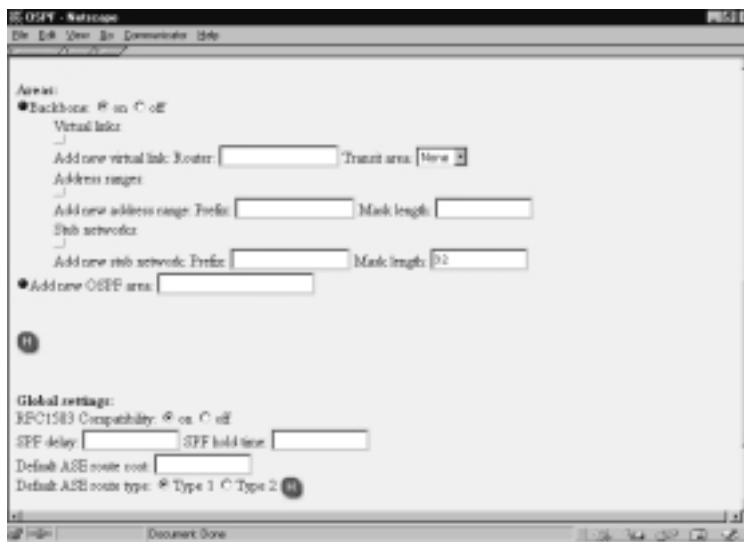 OSPF - Netscape
File Edit View Go Communicator Help
Areas:
Backbone: on off
Virtual links:
Add new virtual link: Router: Transit area: None
Address ranges:
Add new address range: Prefix: Mask length:
Stub networks:
Add new stub network: Prefix: Mask length: 32
Add new OSPF area:
H
Global settings:
RFC1583 Compatibility: on off
SPF delay: SPF hold time:
Default ASE route cost:
Default ASE route type: Type 1 Type 2 H
Document: Done